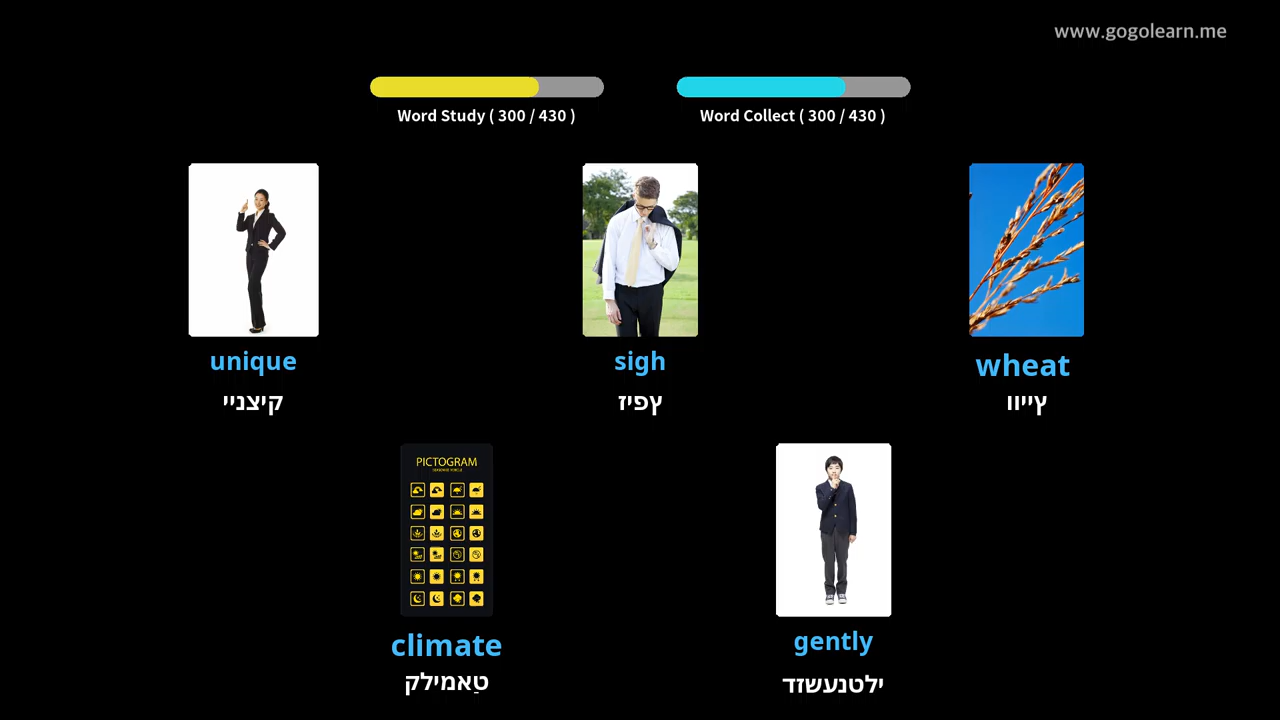 www.gogolearn.me
Word Study ( 300 / 430 )
Word Collect ( 300 / 430 )
unique
קיצניי
sigh
ץפיז
wheat
ץייוו
PICTOGRAM
climate
טַאמילק
gently
ילטנעשזד